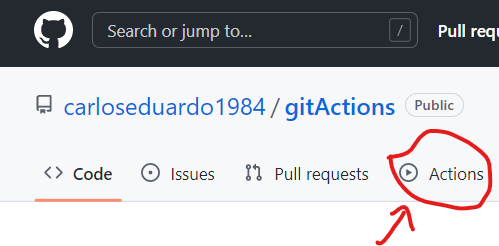 Search or jump to... / Pull requ
carloseduardo1984 / gitActions Public
Code Issues Pull requests Actions